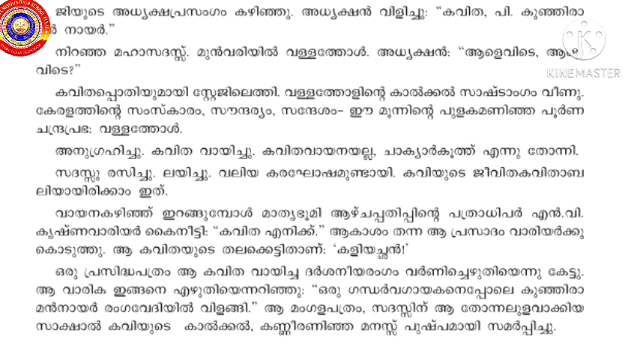 ജിയുടെ അധ്യക്ഷപ്രസംഗം കഴിഞ്ഞു. അധ്യക്ഷൻ വിളിച്ചു: “കവിത, പി. കുഞ്ഞിരാ
നായർ.”
നിറഞ്ഞ മഹാസദസ്സ്. മുൻവരിയിൽ വള്ളത്തോൾ. അധ്യക്ഷൻ: “ആളെവിടെ,
വിടെ?”
KINEMASTER
കവിതപ്പൊതിയുമായി സ്റ്റേജിലെത്തി. വള്ളത്തോളിന്റെ കാൽക്കൽ സാഷ്ടാംഗം വീണു.
കേരളത്തിന്റെ സംസ്കാരം, സൗന്ദര്യം, സന്ദേശം- ഈ മൂന്നിന്റെ പുളകമണിഞ്ഞ പൂർണ
ചന്ദ്രപ്രഭ; വള്ളത്തോൾ.
അനുഗ്രഹിച്ചു. കവിത വായിച്ചു. കവിതവായനയല്ല, ചാക്യാർകൂത്ത് എന്നു തോന്നി.
സദസ്സു രസിച്ചു. ലയിച്ചു. വലിയ കരഘോഷമുണ്ടായി. കവിയുടെ ജീവിതകവിതാബ
ലിയായിരിക്കാം ഇത്.
വായനകഴിഞ്ഞ് ഇറങ്ങുമ്പോൾ മാതൃഭൂമി ആഴ്ചപ്പതിപ്പിന്റെ പത്രാധിപർ എൻ.വി.
കൃഷ്ണവാരിയർ കൈനീട്ടി: “കവിത എനിക്ക്.” ആകാശം തന്ന ആ പ്രസാദം വാരിയർക്കു
കൊടുത്തു. ആ കവിതയുടെ തലക്കെട്ടിതാണ്: ‘കളിയച്ഛൻ!’
ഒരു പ്രസിദ്ധപത്രം ആ കവിത വായിച്ച ദർശനീയരംഗം വർണിച്ചെഴുതിയെന്നു കേട്ടു.
ആ വാരിക ഇങ്ങനെ എഴുതിയെന്നറിഞ്ഞു: “ഒരു ഗന്ധർവഗായകനെപ്പോലെ കുഞ്ഞിരാ
മൻനായർ രംഗവേദിയിൽ വിളങ്ങി.” ആ മംഗളപത്രം, സദസ്സിന് ആ തോന്നലുളവാക്കിയ
സാക്ഷാൽ കവിയുടെ കാൽക്കൽ, കണ്ണീരണിഞ്ഞ മനസ്സ് പുഷ്പമായി സമർപ്പിച്ചു.